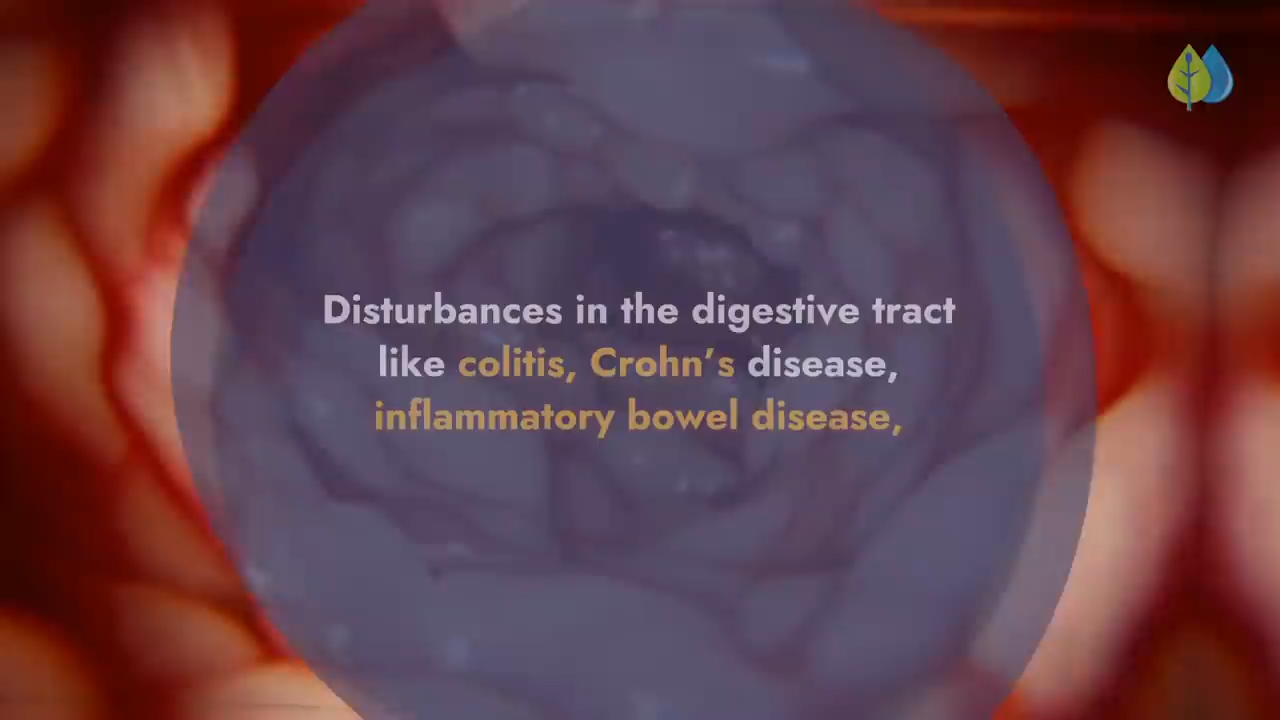 Disturbances in the digestive tract
like colitis, Crohn’s disease,
inflammatory bowel disease,